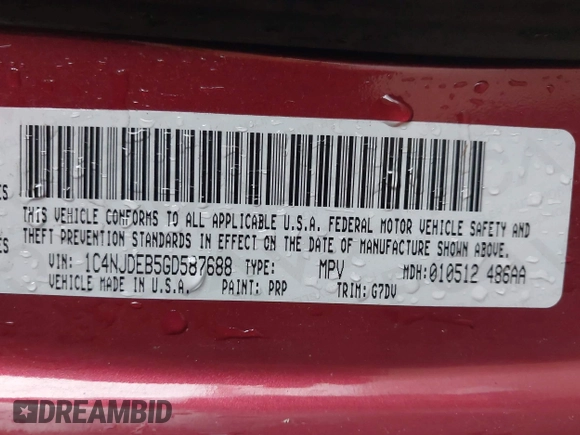 ES
THIS VEHICLE CONFORMS TO ALL APPLICABLE U.S.A. FEDERAL MOTOR VEHICLE SAFETY AND
ES
THEFT PREVENTION STANDARDS IN EFFECT ON THE DATE OF MANUFACTURE SHOWN ABOVE.
VIN: 1C4NJDEB5GD587688 TYPE: MPV MDH:010512 486AA
VEHICLE MADE IN U.S.A. PAINT: PRP TRIM: G7DV
DREAMBID